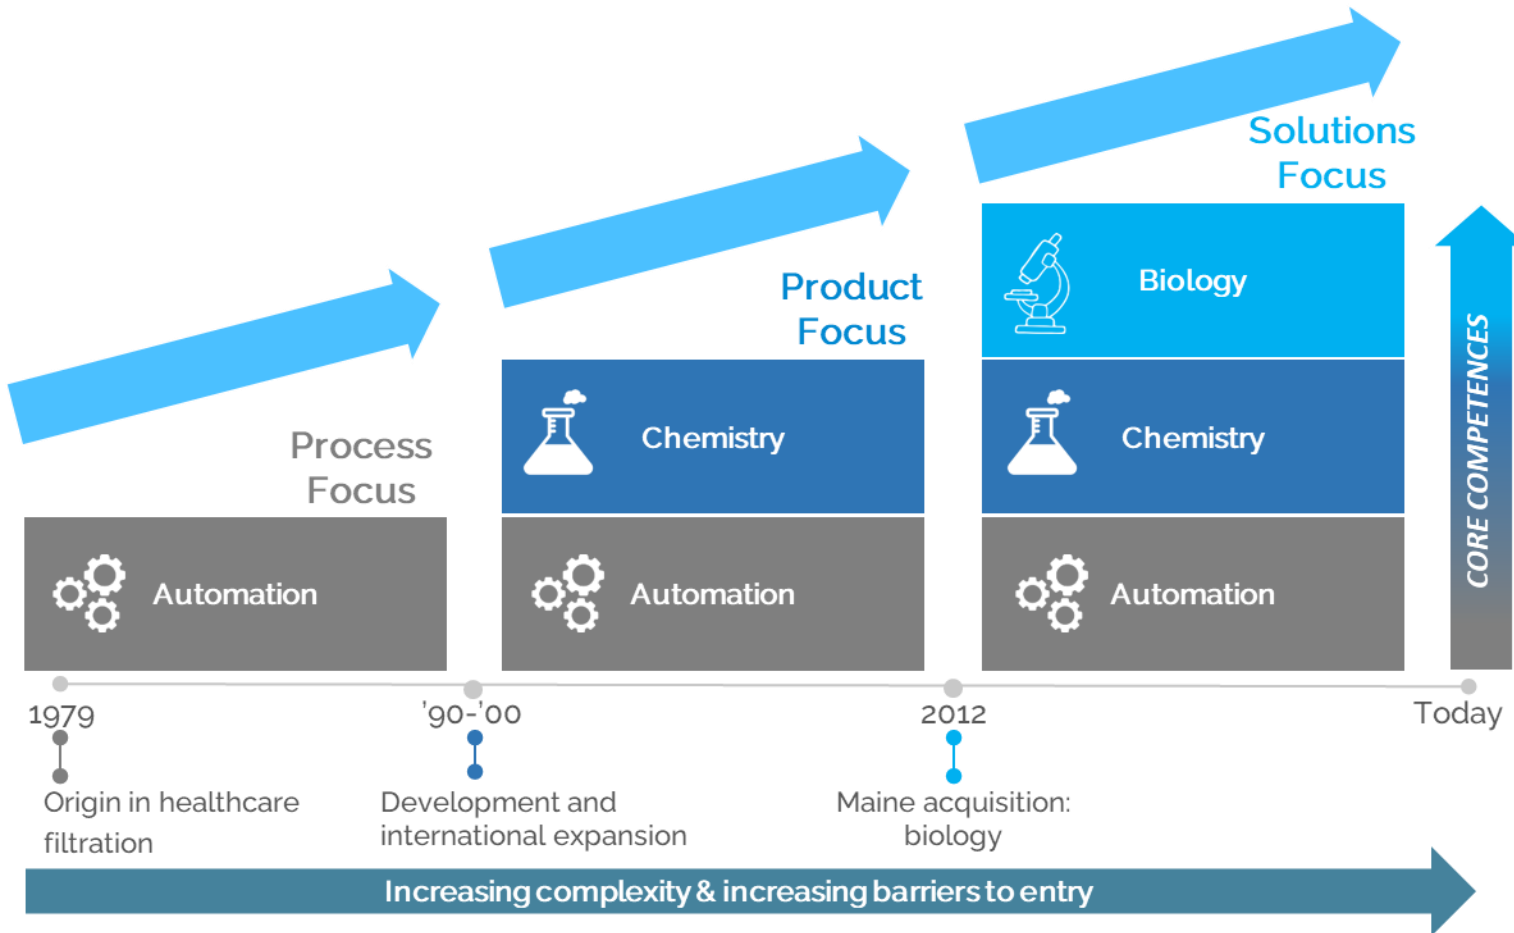 Solutions
Focus
Product
Focus
Process
Focus
Biology
Chemistry
Chemistry
Automation
Automation
Automation
CORE COMPETENCES
1979
'90-'00
2012
Today
Origin in healthcare
filtration
Development and
international expansion
Maine acquisition:
biology
Increasing complexity & increasing barriers to entry